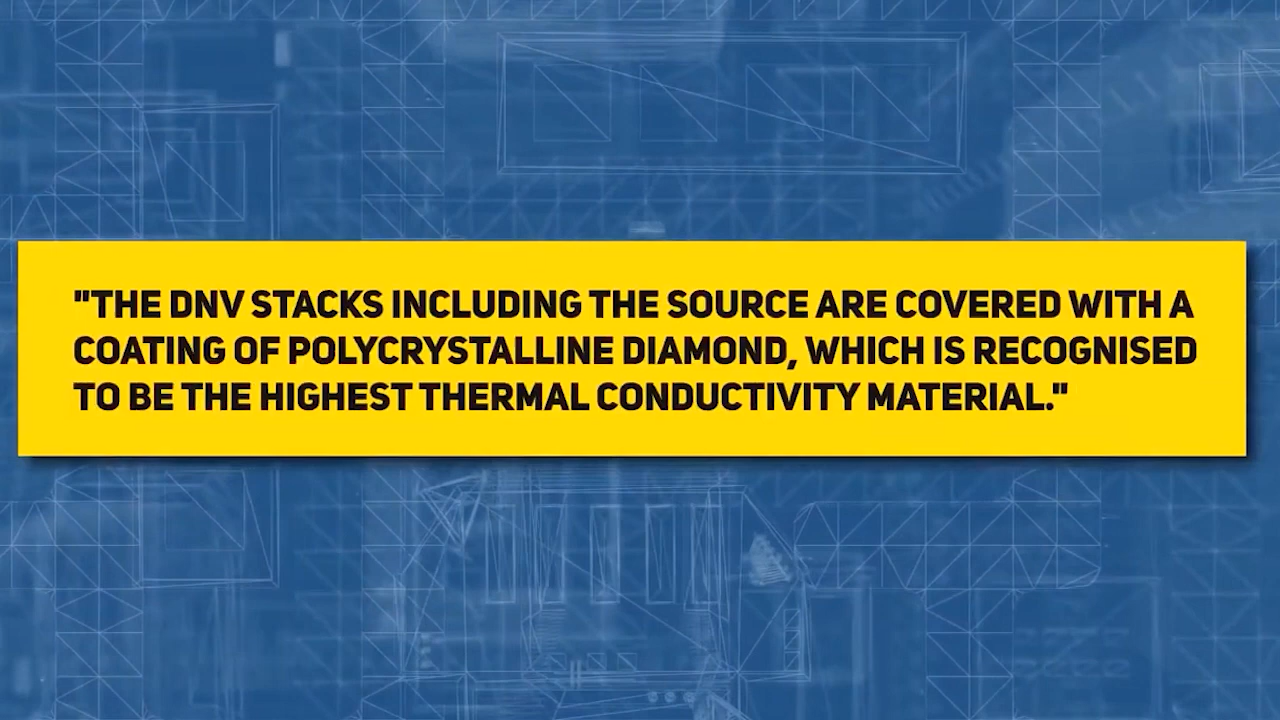 "THE DNV STACKS INCLUDING THE SOURCE ARE COVERED WITH A
COATING OF POLYCRYSTALLINE DIAMOND, WHICH IS RECOGNISED
TO BE THE HIGHEST THERMAL CONDUCTIVITY MATERIAL."